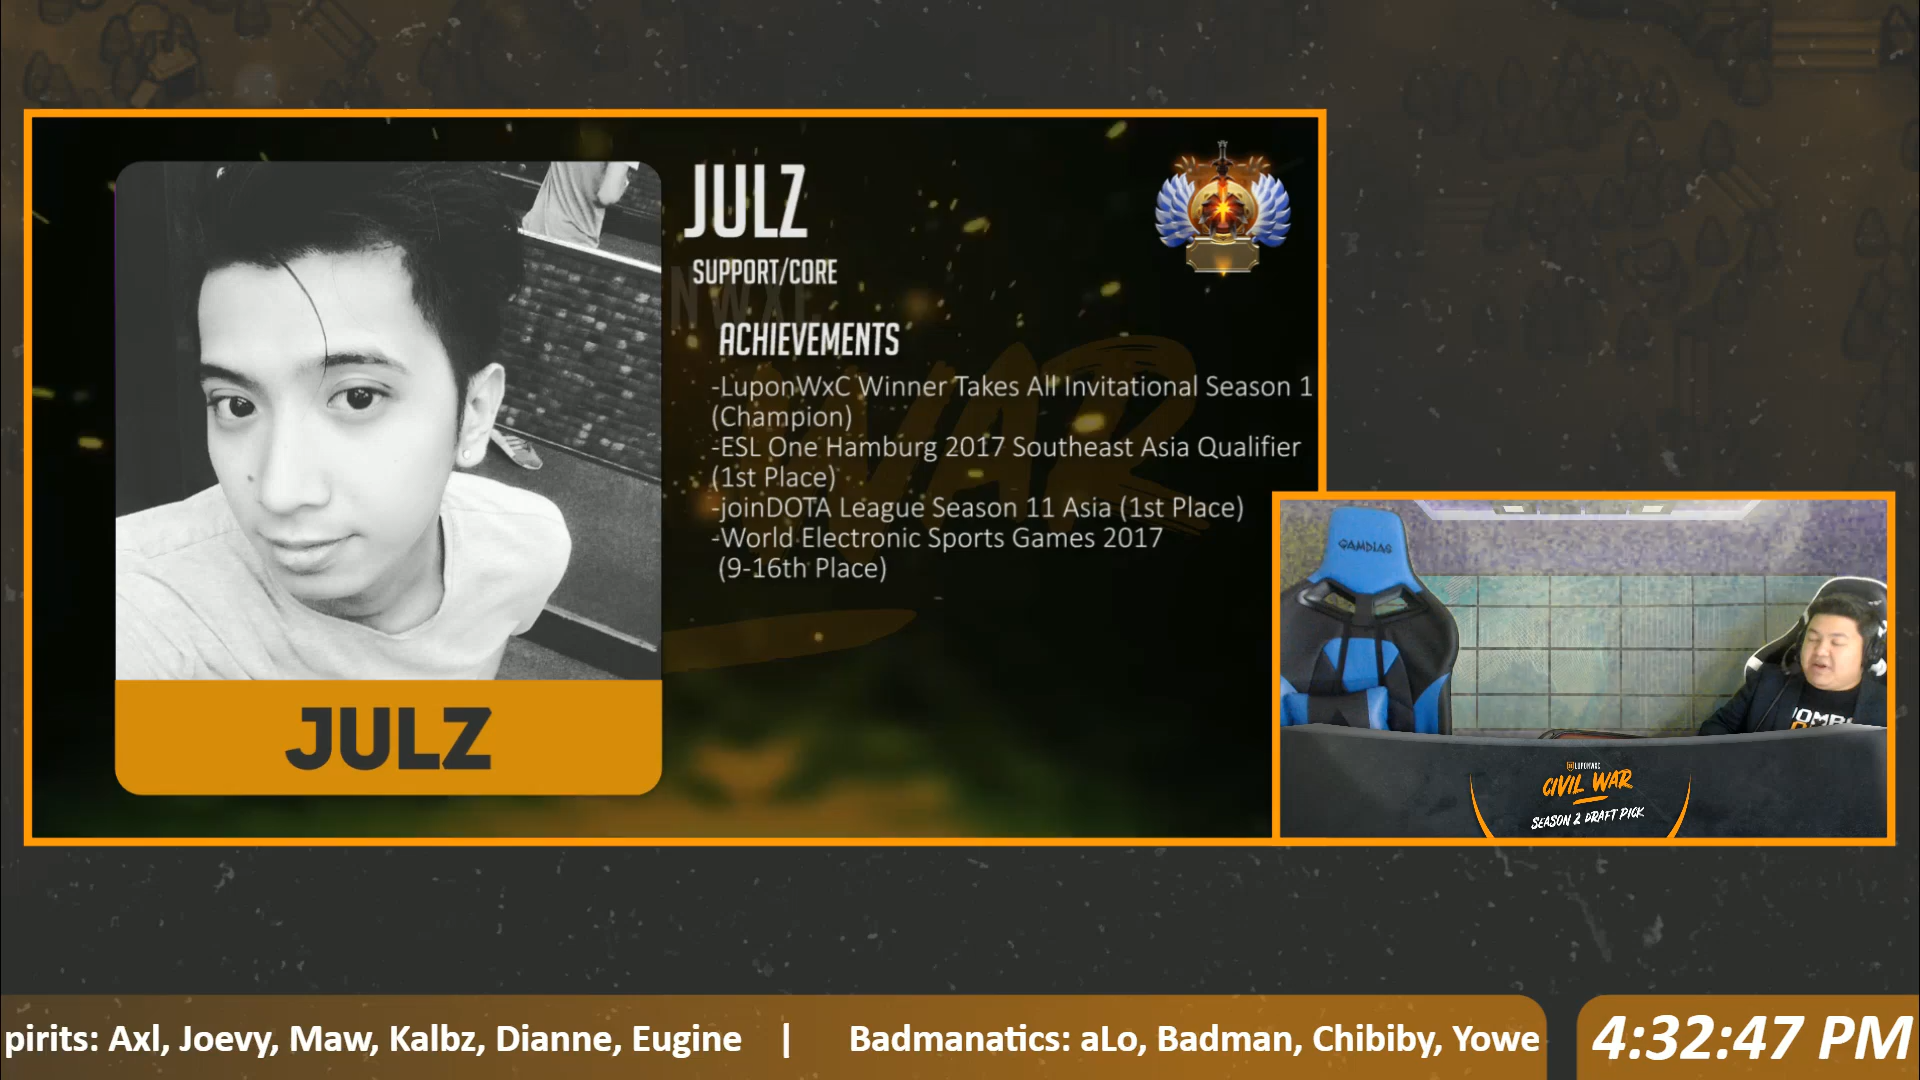 JULZ
SUPPORT/CORE
ACHIEVEMENTS
-LuponWxC Winner Takes All Invitational Season 1
(Champion)
-ESL One Hamburg 2017 Southeast Asia Qualifier
(1st Place)
-joinDOTA League Season 11 Asia (1st Place)
-World Electronic Sports Games 2017
(9-16th Place)
JULZ
GAMDIAS
LUPONWXC
CIVIL WAR
SEASON 2 DRAFT PICK
pirits: Axl, Joevy, Maw, Kalbz, Dianne, Eugine | Badmanatics: aLo, Badman, Chibiby, Yowe
4:32:47 PM